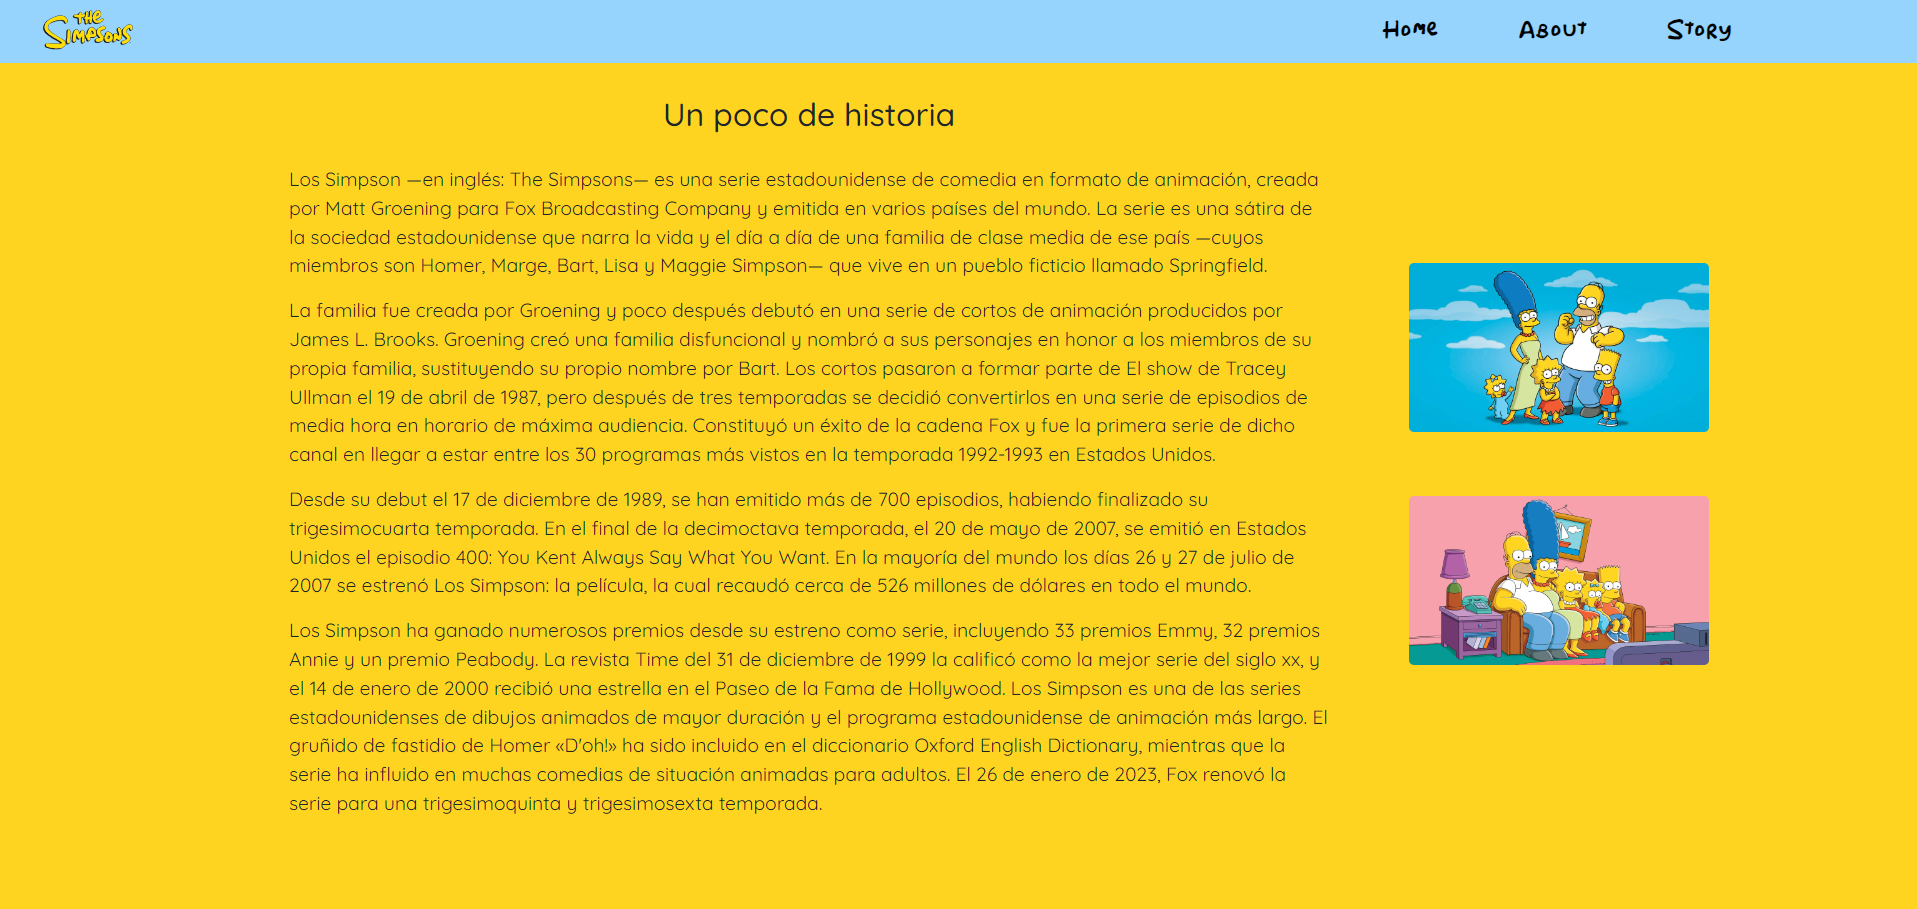 THE
SIMPSONS
Home
About
Story
Un poco de historia
Los Simpson —en inglés: The Simpsons— es una serie estadounidense de comedia en formato de animación, creada
por Matt Groening para Fox Broadcasting Company y emitida en varios países del mundo. La serie es una sátira de
la sociedad estadounidense que narra la vida y el día a día de una familia de clase media de ese país —cuyos
miembros son Homer, Marge, Bart, Lisa y Maggie Simpson— que vive en un pueblo ficticio llamado Springfield.
La familia fue creada por Groening y poco después debutó en una serie de cortos de animación producidos por
James L. Brooks. Groening creó una familia disfuncional y nombró a sus personajes en honor a los miembros de su
propia familia, sustituyendo su propio nombre por Bart. Los cortos pasaron a formar parte de El show de Tracey
Ullman el 19 de abril de 1987, pero después de tres temporadas se decidió convertirlos en una serie de episodios de
media hora en horario de máxima audiencia. Constituyó un éxito de la cadena Fox y fue la primera serie de dicho
canal en llegar a estar entre los 30 programas más vistos en la temporada 1992-1993 en Estados Unidos.
Desde su debut el 17 de diciembre de 1989, se han emitido más de 700 episodios, habiendo finalizado su
trigesimocuarta temporada. En el final de la decimoctava temporada, el 20 de mayo de 2007, se emitió en Estados
Unidos el episodio 400: You Kent Always Say What You Want. En la mayoría del mundo los días 26 y 27 de julio de
2007 se estrenó Los Simpson: la película, la cual recaudó cerca de 526 millones de dólares en todo el mundo.
Los Simpson ha ganado numerosos premios desde su estreno como serie, incluyendo 33 premios Emmy, 32 premios
Annie y un premio Peabody. La revista Time del 31 de diciembre de 1999 la calificó como la mejor serie del siglo xx, y
el 14 de enero de 2000 recibió una estrella en el Paseo de la Fama de Hollywood. Los Simpson es una de las series
estadounidenses de dibujos animados de mayor duración y el programa estadounidense de animación más largo. El
gruñido de fastidio de Homer «D'oh!» ha sido incluido en el diccionario Oxford English Dictionary, mientras que la
serie ha influido en muchas comedias de situación animadas para adultos. El 26 de enero de 2023, Fox renovó la
serie para una trigesimoquinta y trigesimosexta temporada.